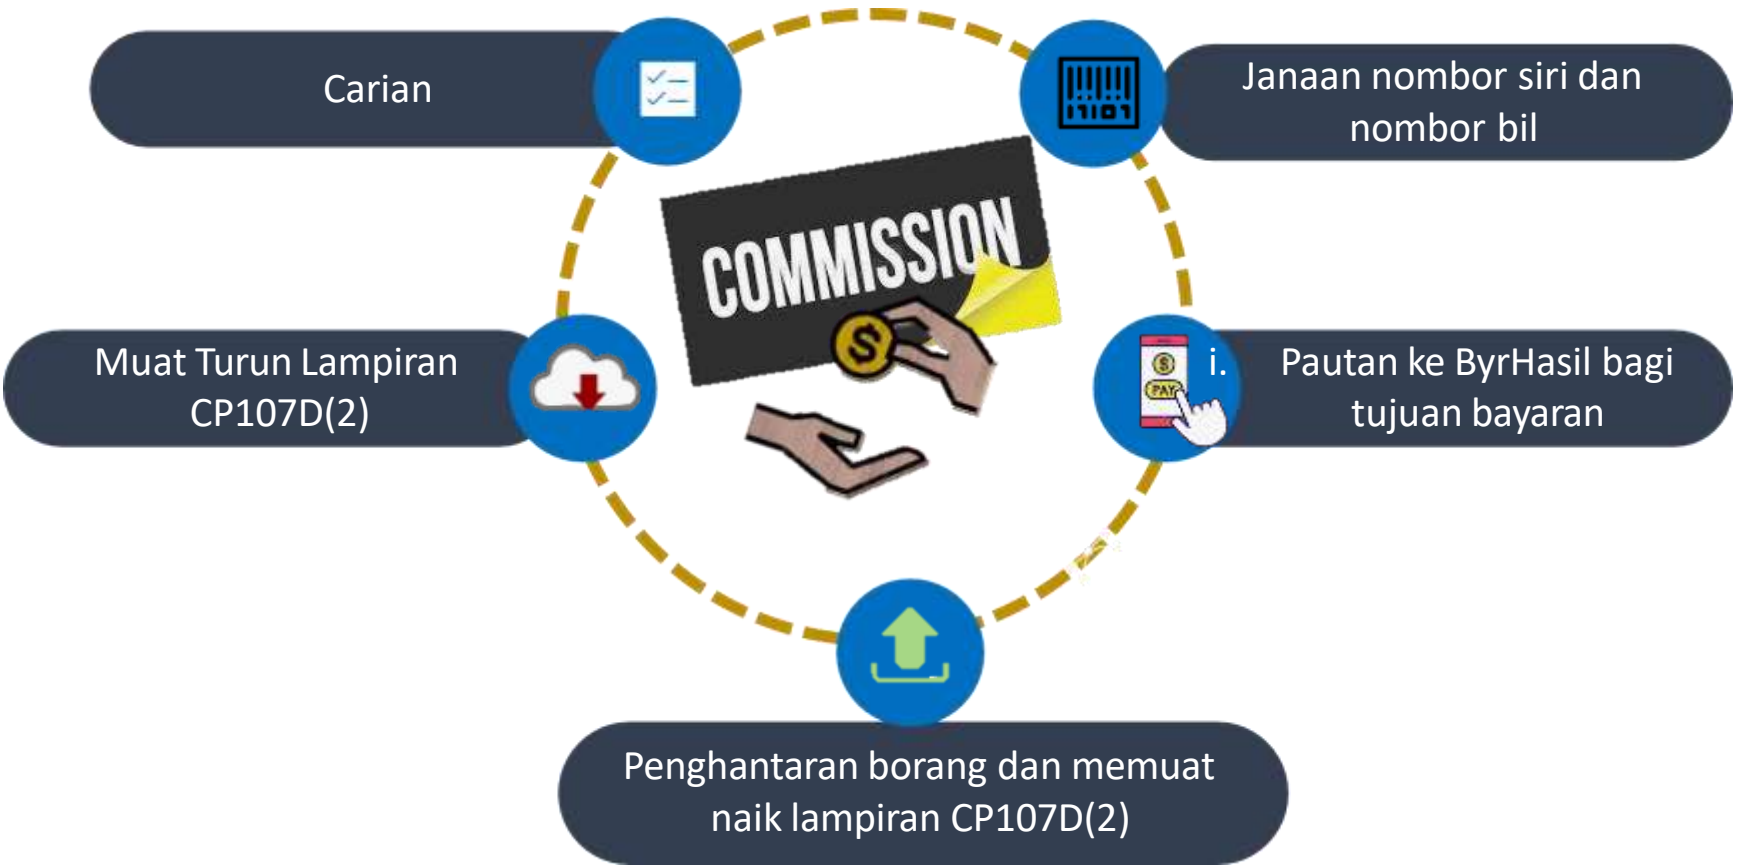 Carian
Janaan nombor siri dan
nombor bil
COMMISSION
$
Muat Turun Lampiran
CP107D(2)
$
PAY
i. Pautan ke ByrHasil bagi
tujuan bayaran
Penghantaran borang dan memuat
naik lampiran CP107D(2)